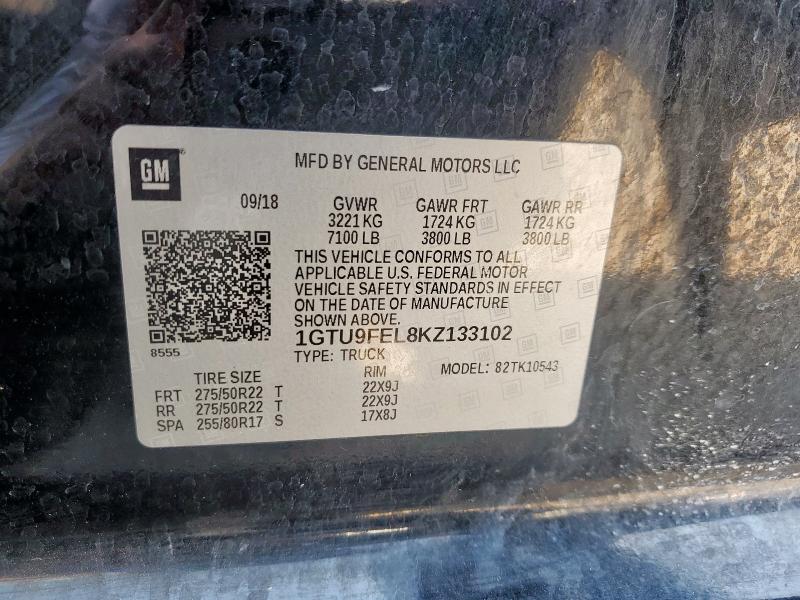 GM
MFD BY GENERAL MOTORS LLC
09/18 GVWR GAWR FRT GAWR RR
3221 KG 1724 KG 1724 KG
7100 LB 3800 LB 3800 LB
THIS VEHICLE CONFORMS TO ALL
APPLICABLE U.S. FEDERAL MOTOR
VEHICLE SAFETY STANDARDS IN EFFECT
ON THE DATE OF MANUFACTURE
SHOWN ABOVE.
8555
1GTU9FEL8KZ133102
TYPE: TRUCK
MODEL: 82TK10543
TIRE SIZE RIM
FRT 275/50R22 T 22X9J
RR 275/50R22 T 22X9J
SPA 255/80R17 S 17X8J